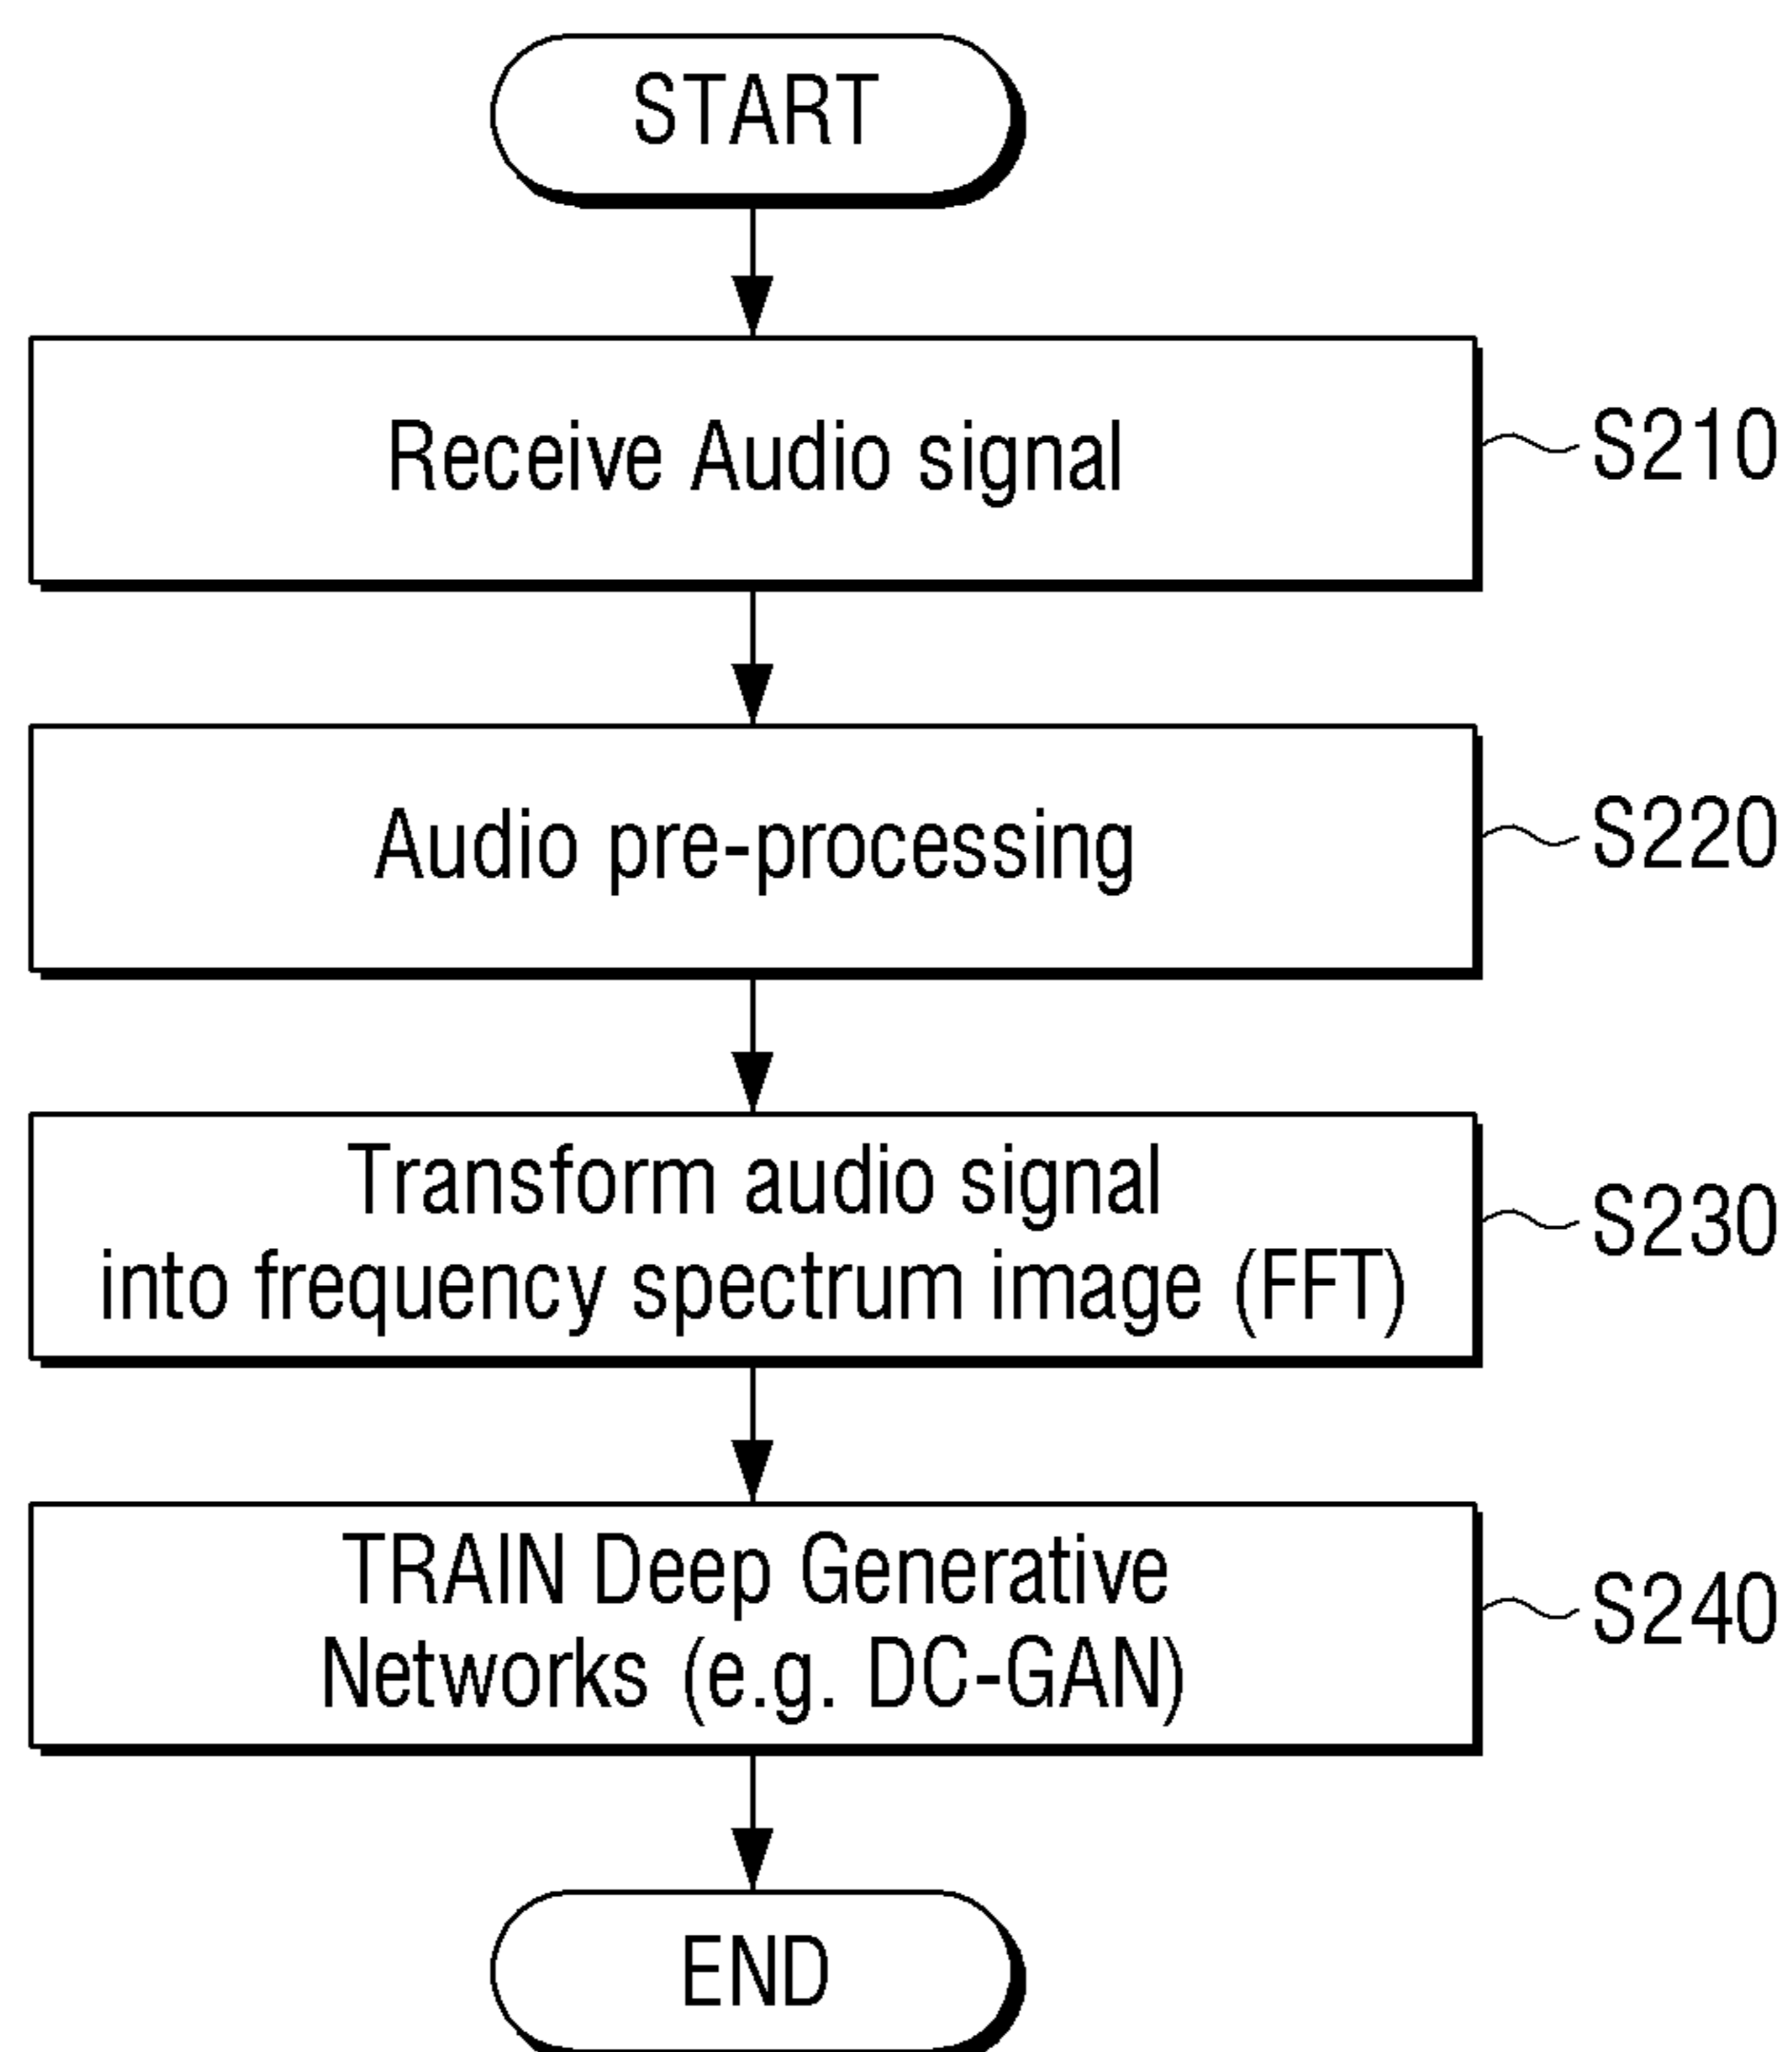 START
Receive Audio signal
S210
Audio pre-processing
S220
Transform audio signal
into frequency spectrum image (FFT)
S230
TRAIN Deep Generative
Networks (e.g. DC-GAN)
S240
END